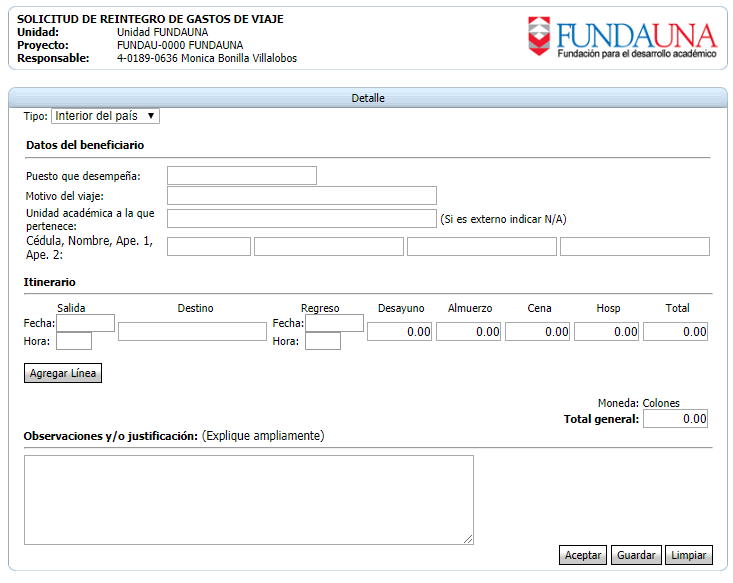 SOLICITUD DE REINTEGRO DE GASTOS DE VIAJE
Unidad: Unidad FUNDAUNA
Proyecto: FUNDAU-0000 FUNDAUNA
Responsable: 4-0189-0636 Monica Bonilla Villalobos
FUNDAUNA
Fundación para el desarrollo académico
Detalle
Tipo: Interior del país
Datos del beneficiario
Puesto que desempeña:
Motivo del viaje:
Unidad académica a la que
pertenece: (Si es externo indicar N/A)
Cédula, Nombre, Ape. 1,
Ape. 2:
Itinerario
Salida Destino Regreso Desayuno Almuerzo Cena Hosp Total
Fecha: Fecha: 0.00 0.00 0.00 0.00 0.00
Hora: Hora:
Agregar Línea
Moneda: Colones
Total general: 0.00
Observaciones y/o justificación: (Explique ampliamente)
Aceptar Guardar Limpiar